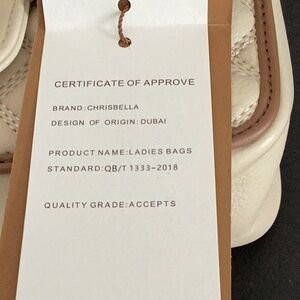 CERTIFICATE OF APPROVE
BRAND:CHRISBELLA
DESIGN OF ORIGIN:DUBAI
PRODUCT NAME:LADIES BAGS
STANDARD:QB/T 1333-2018
QUALITY GRADE:ACCEPTS